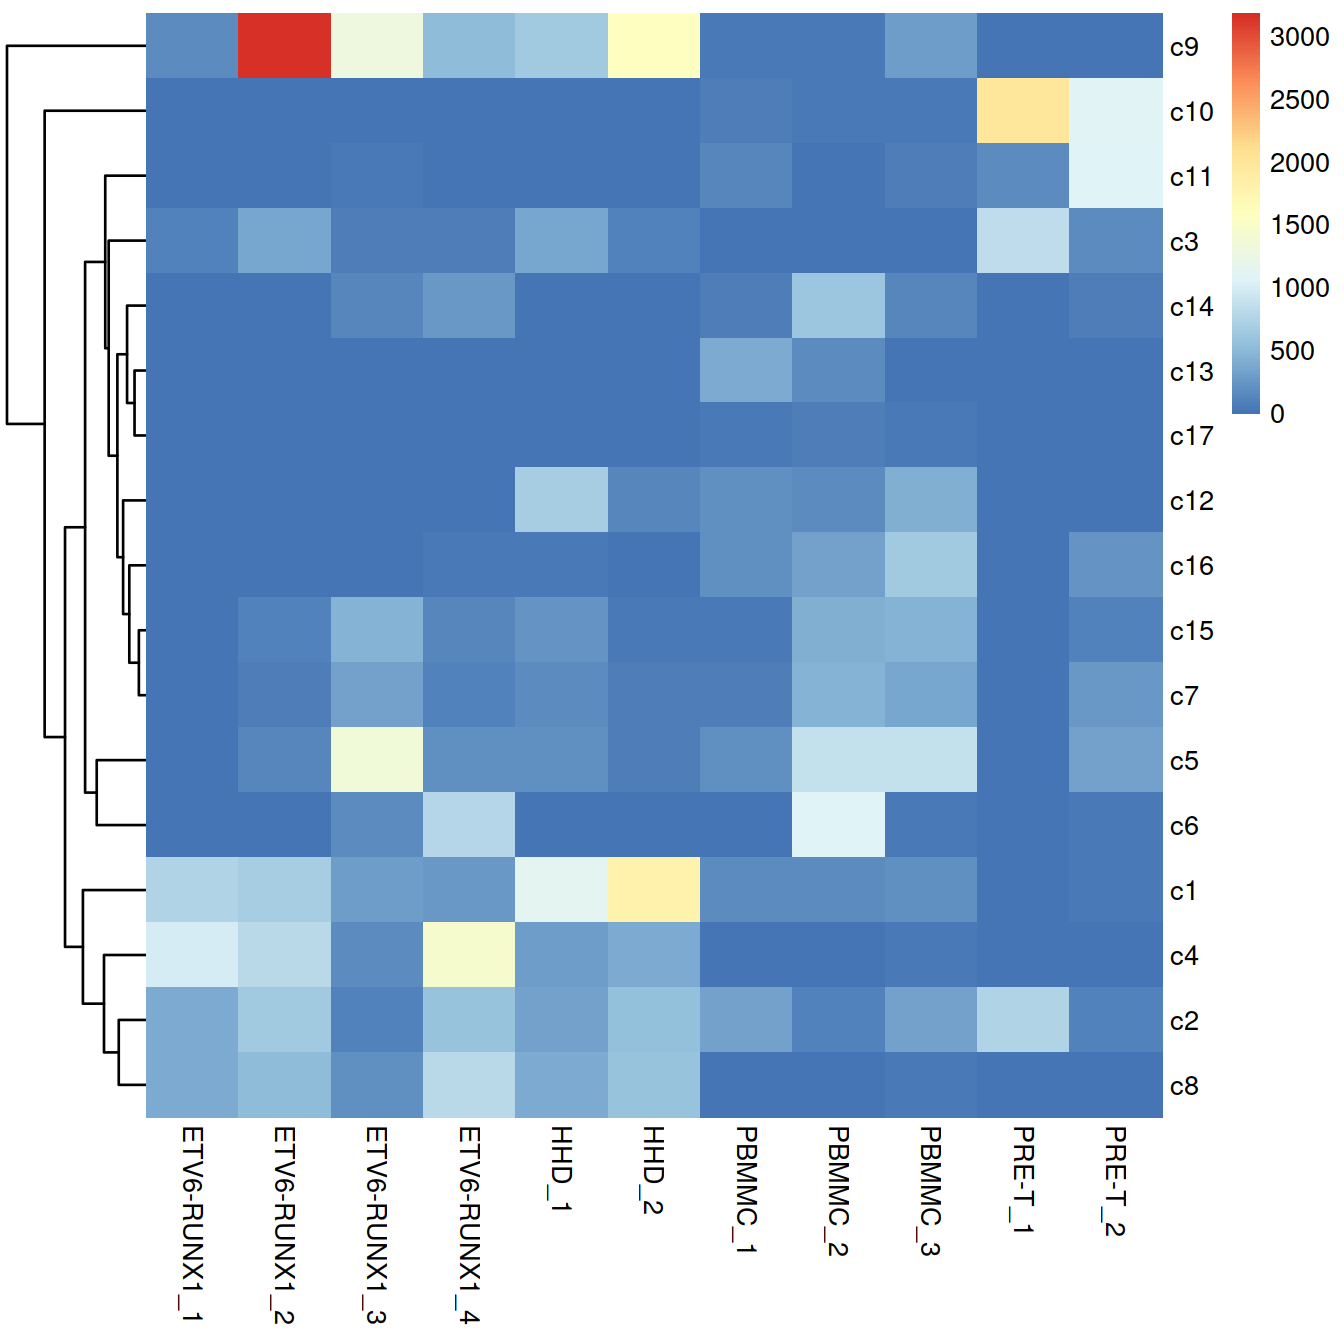 c9
c10
c11
c3
c14
c13
c17
c12
c16
c15
c7
c5
c6
c1
c4
c2
c8
3000
2500
2000
1500
1000
500
0
ETV6-RUNX1_1
ETV6-RUNX1_2
ETV6-RUNX1_3
ETV6-RUNX1_4
HHD_1
HHD_2
PBMMC_1
PBMMC_2
PBMMC_3
PRE-T_1
PRE-T_2